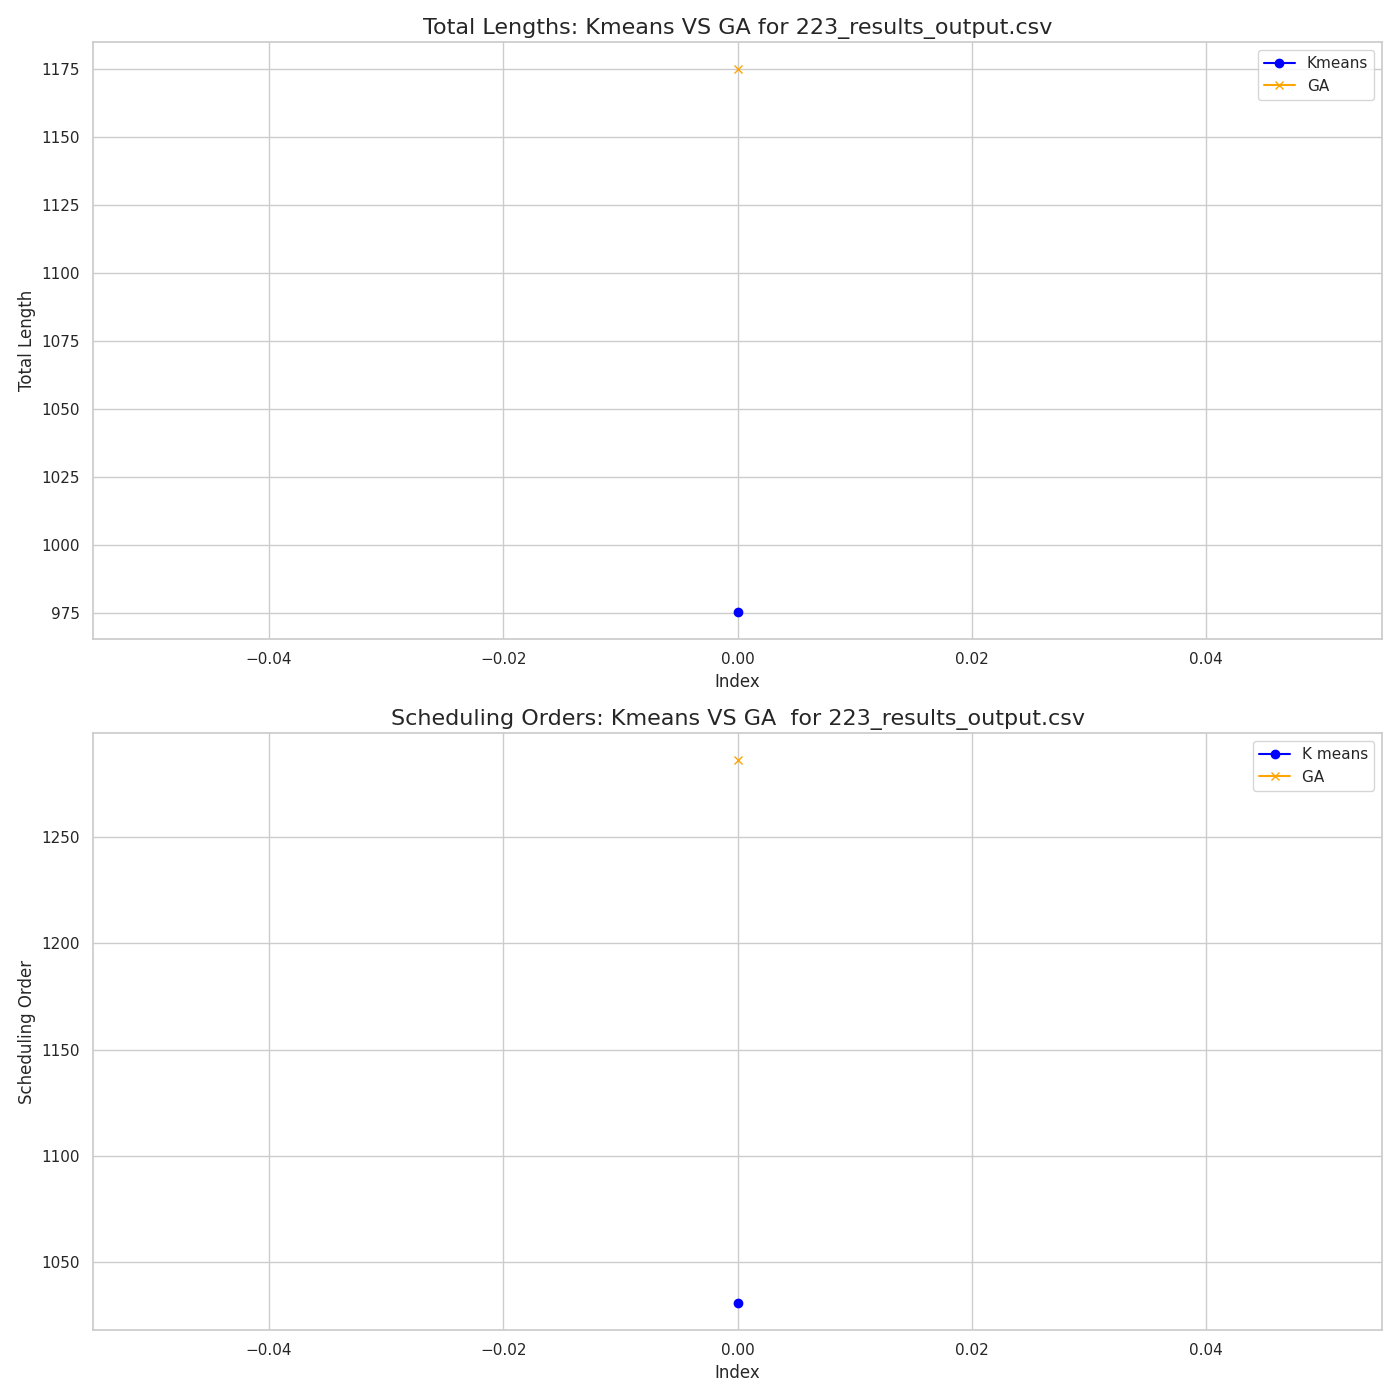 Total Lengths: Kmeans VS GA for 223_results_output.csv
Kmeans
GA
1175
1150
1125
1100
1075
1050
1025
1000
975
Total Length
−0.04
−0.02
0.00
0.02
0.04
Index
Scheduling Orders: Kmeans VS GA  for 223_results_output.csv
K means
GA
1250
1200
1150
1100
1050
Scheduling Order
−0.04
−0.02
0.00
0.02
0.04
Index